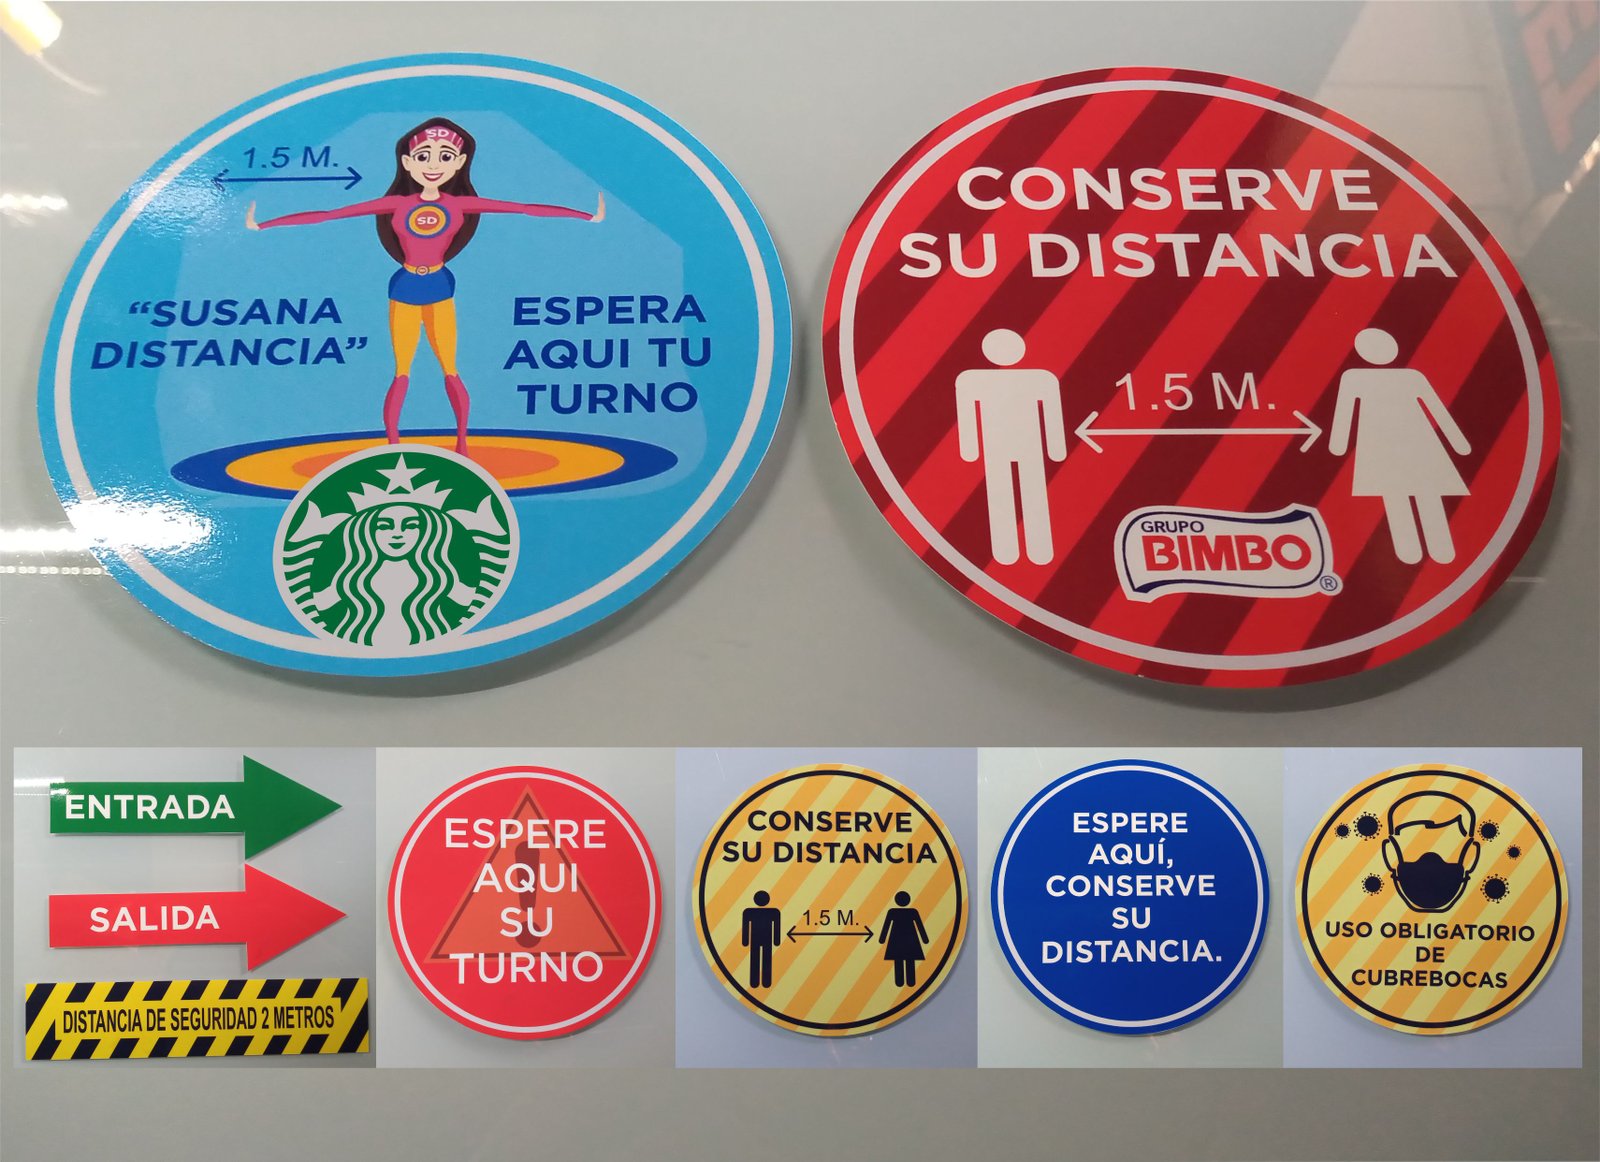 1.5 M.
SD
SD
"SUSANA
DISTANCIA"
ESPERA
AQUI TU
TURNO
CONSERVE
SU DISTANCIA
1.5 M.
GRUPO
BIMBO
®
ENTRADA
SALIDA
DISTANCIA DE SEGURIDAD 2 METROS
ESPERE
AQUI
SU
TURNO
CONSERVE
SU DISTANCIA
1.5 M.
ESPERE
AQUÍ,
CONSERVE
SU
DISTANCIA.
USO OBLIGATORIO
DE
CUBREBOCAS